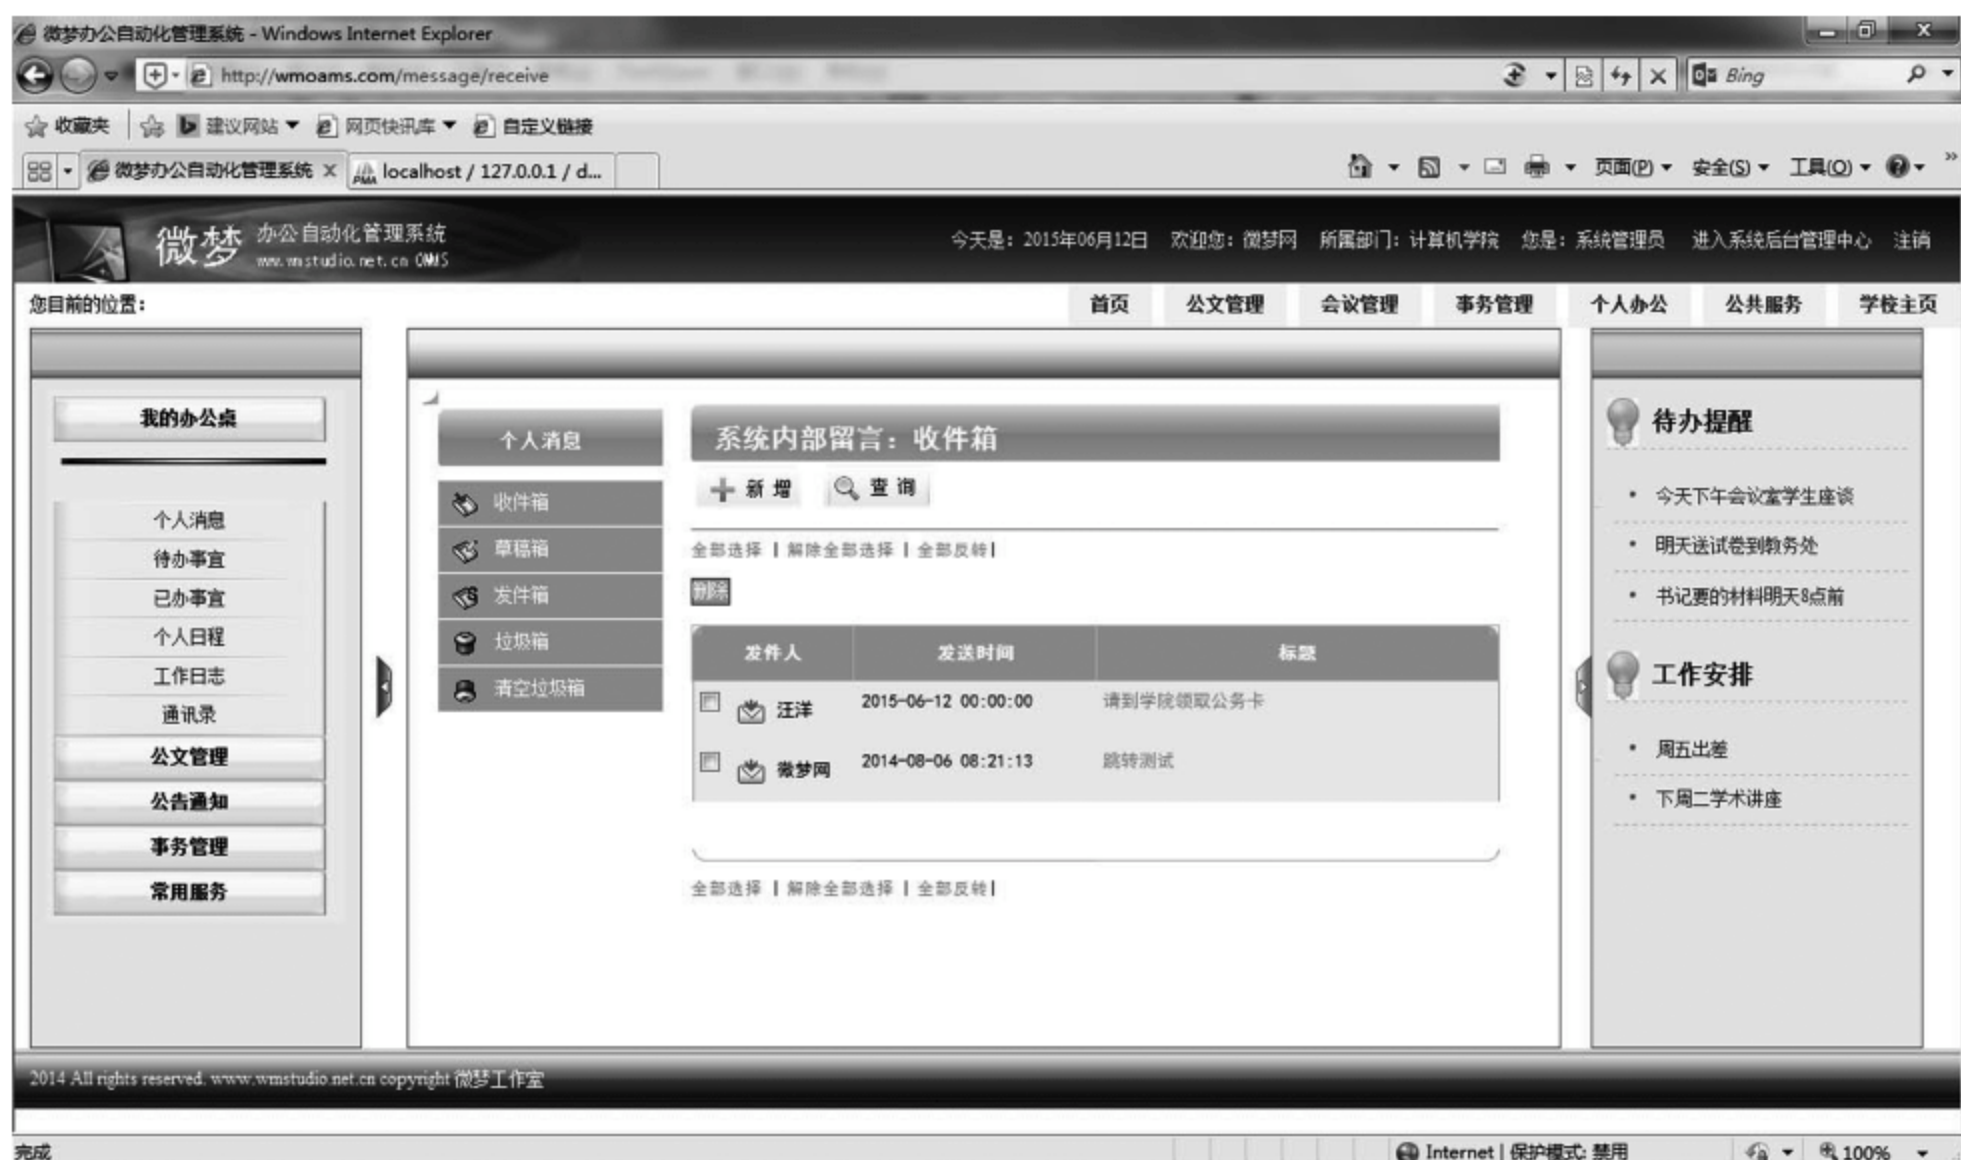 微梦办公自动化管理系统 - Windows Internet Explorer
http://wmoams.com/message/receive
Bing
收藏夹 建议网站 网页快讯库 自定义链接
微梦办公自动化管理系统 localhost / 127.0.0.1 / d... 页面(P) 安全(S) 工具(O)
微梦 办公自动化管理系统
www.wmstudio.net.cn OMMS
今天是：2015年06月12日 欢迎您：微梦网 所属部门：计算机学院 您是：系统管理员 进入系统后台管理中心 注销
您目前的位置：
首页 公文管理 会议管理 事务管理 个人办公 公共服务 学校主页
我的办公桌
个人消息
待办事宜
已办事宜
个人日程
工作日志
通讯录
公文管理
公告通知
事务管理
常用服务
个人消息
收件箱
草稿箱
发件箱
垃圾箱
清空垃圾箱
系统内部留言：收件箱
新增 查询
全部选择 | 解除全部选择 | 全部反转|
删除
发件人 发送时间 标题
汪洋 2015-06-12 00:00:00 请到学院领取公务卡
微梦网 2014-08-06 08:21:13 跳转测试
全部选择 | 解除全部选择 | 全部反转|
待办提醒
• 今天下午会议室学生座谈
• 明天送试卷到教务处
• 书记要的材料明天8点前
工作安排
• 周五出差
• 下周二学术讲座
2014 All rights reserved. www.wmstudio.net.cn copyright 微梦工作室
完成
Internet | 保护模式: 禁用
100%